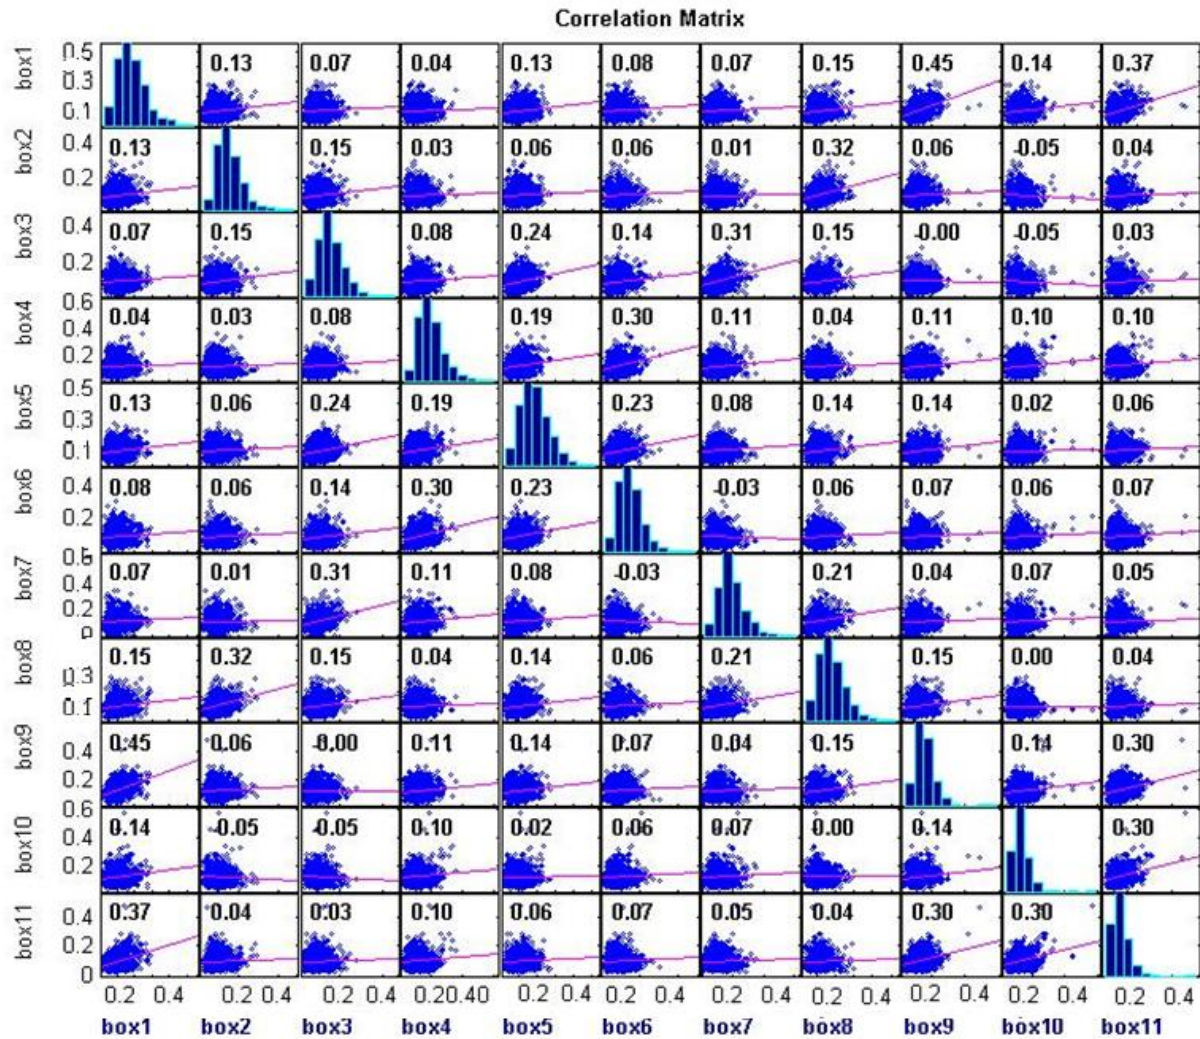 Correlation Matrix
box1 0.5 0.3 0.1 0.13 0.07 0.04 0.13 0.08 0.07 0.15 0.45 0.14 0.37
box2 0.4 0.2 0.13 0.15 0.03 0.06 0.06 0.01 0.32 0.06 -0.05 0.04
box3 0.4 0.2 0.07 0.15 0.08 0.24 0.14 0.31 0.15 -0.00 -0.05 0.03
box4 0.6 0.4 0.2 0.04 0.03 0.08 0.19 0.30 0.11 0.04 0.11 0.10 0.10
box5 0.5 0.3 0.1 0.13 0.06 0.24 0.19 0.23 0.08 0.14 0.14 0.02 0.06
box6 0.4 0.2 0.08 0.06 0.14 0.30 0.23 -0.03 0.06 0.07 0.06 0.07
box7 0.4 0.2 0 0.07 0.01 0.31 0.11 0.08 -0.03 0.21 0.04 0.07 0.05
box8 0.3 0.1 0.15 0.32 0.15 0.04 0.14 0.06 0.21 0.15 0.00 0.04
box9 0.4 0.2 0.45 0.06 -0.00 0.11 0.14 0.07 0.04 0.15 0.14 0.30
box10 0.6 0.2 0.14 -0.05 -0.05 0.10 0.02 0.06 0.07 0.00 0.14 0.30
box11 0.4 0.2 0 0.37 0.04 0.03 0.10 0.06 0.07 0.05 0.04 0.30 0.30
0.2 0.4 0.2 0.4 0.2 0.4 0.20.40 0.2 0.4 0.2 0.4 0.2 0.4 0.2 0.4 0.2 0.4 0.2 0.4 0.2 0.4
box1 box2 box3 box4 box5 box6 box7 box8 box9 box10 box11